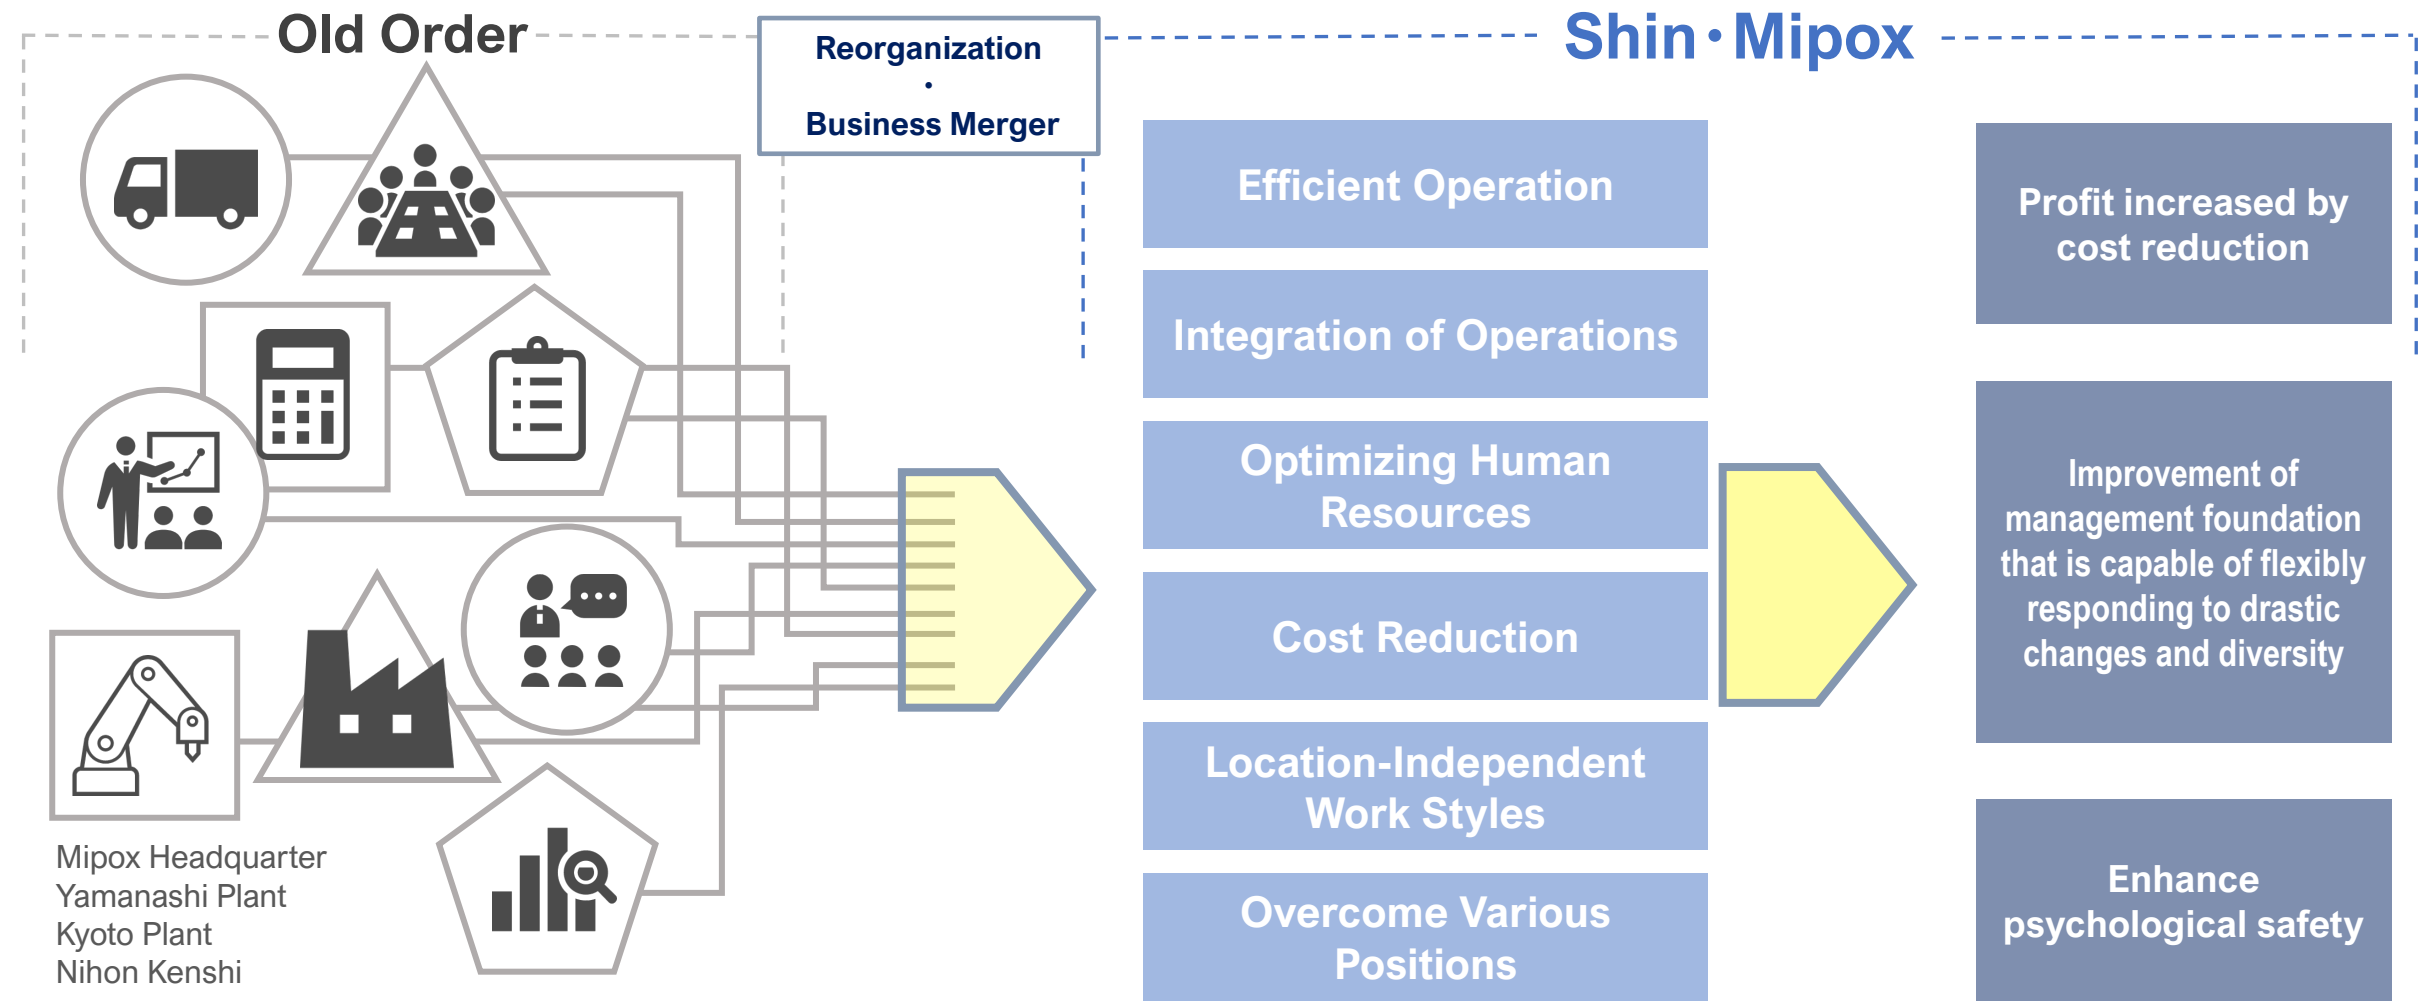 Old Order
Reorganization
・
Business Merger
Shin・Mipox
Efficient Operation
Integration of Operations
Optimizing Human
Resources
Cost Reduction
Location-Independent
Work Styles
Overcome Various
Positions
Profit increased by
cost reduction
Improvement of
management foundation
that is capable of flexibly
responding to drastic
changes and diversity
Enhance
psychological safety
Mipox Headquarter
Yamanashi Plant
Kyoto Plant
Nihon Kenshi